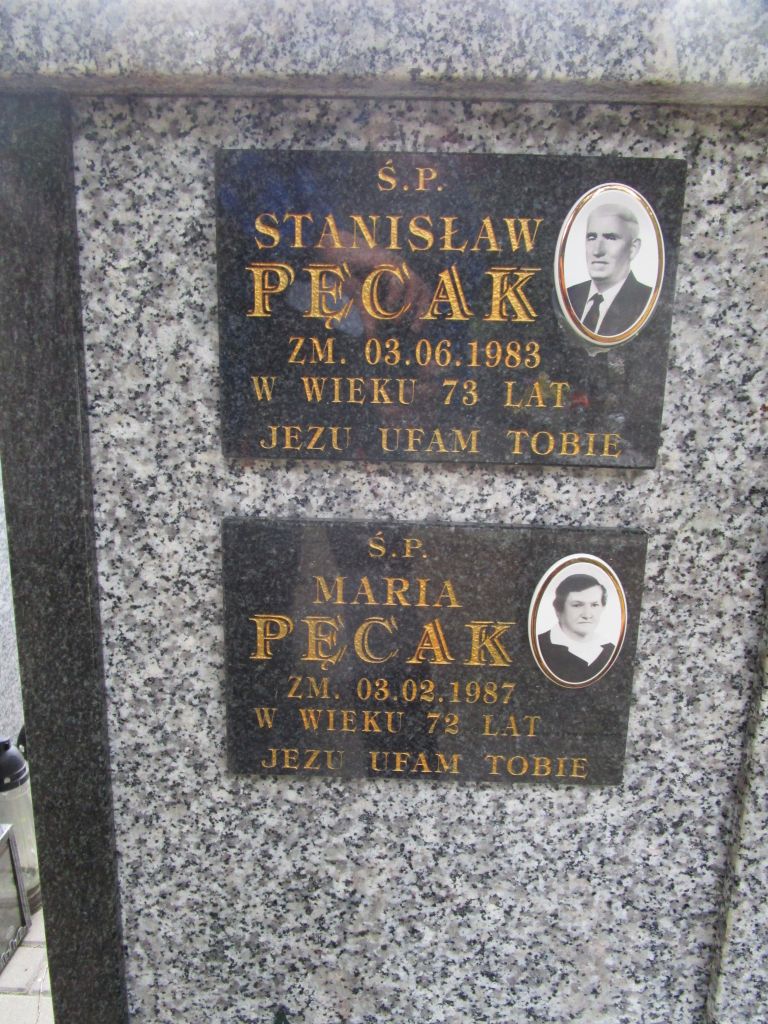 Ś.P.
STANISŁAW
PĘCAK
ZM. 03.06.1983
W WIEKU 73 LAT
JEZU UFAM TOBIE
Ś.P.
MARIA
PĘCAK
ZM. 03.02.1987
W WIEKU 72 LAT
JEZU UFAM TOBIE